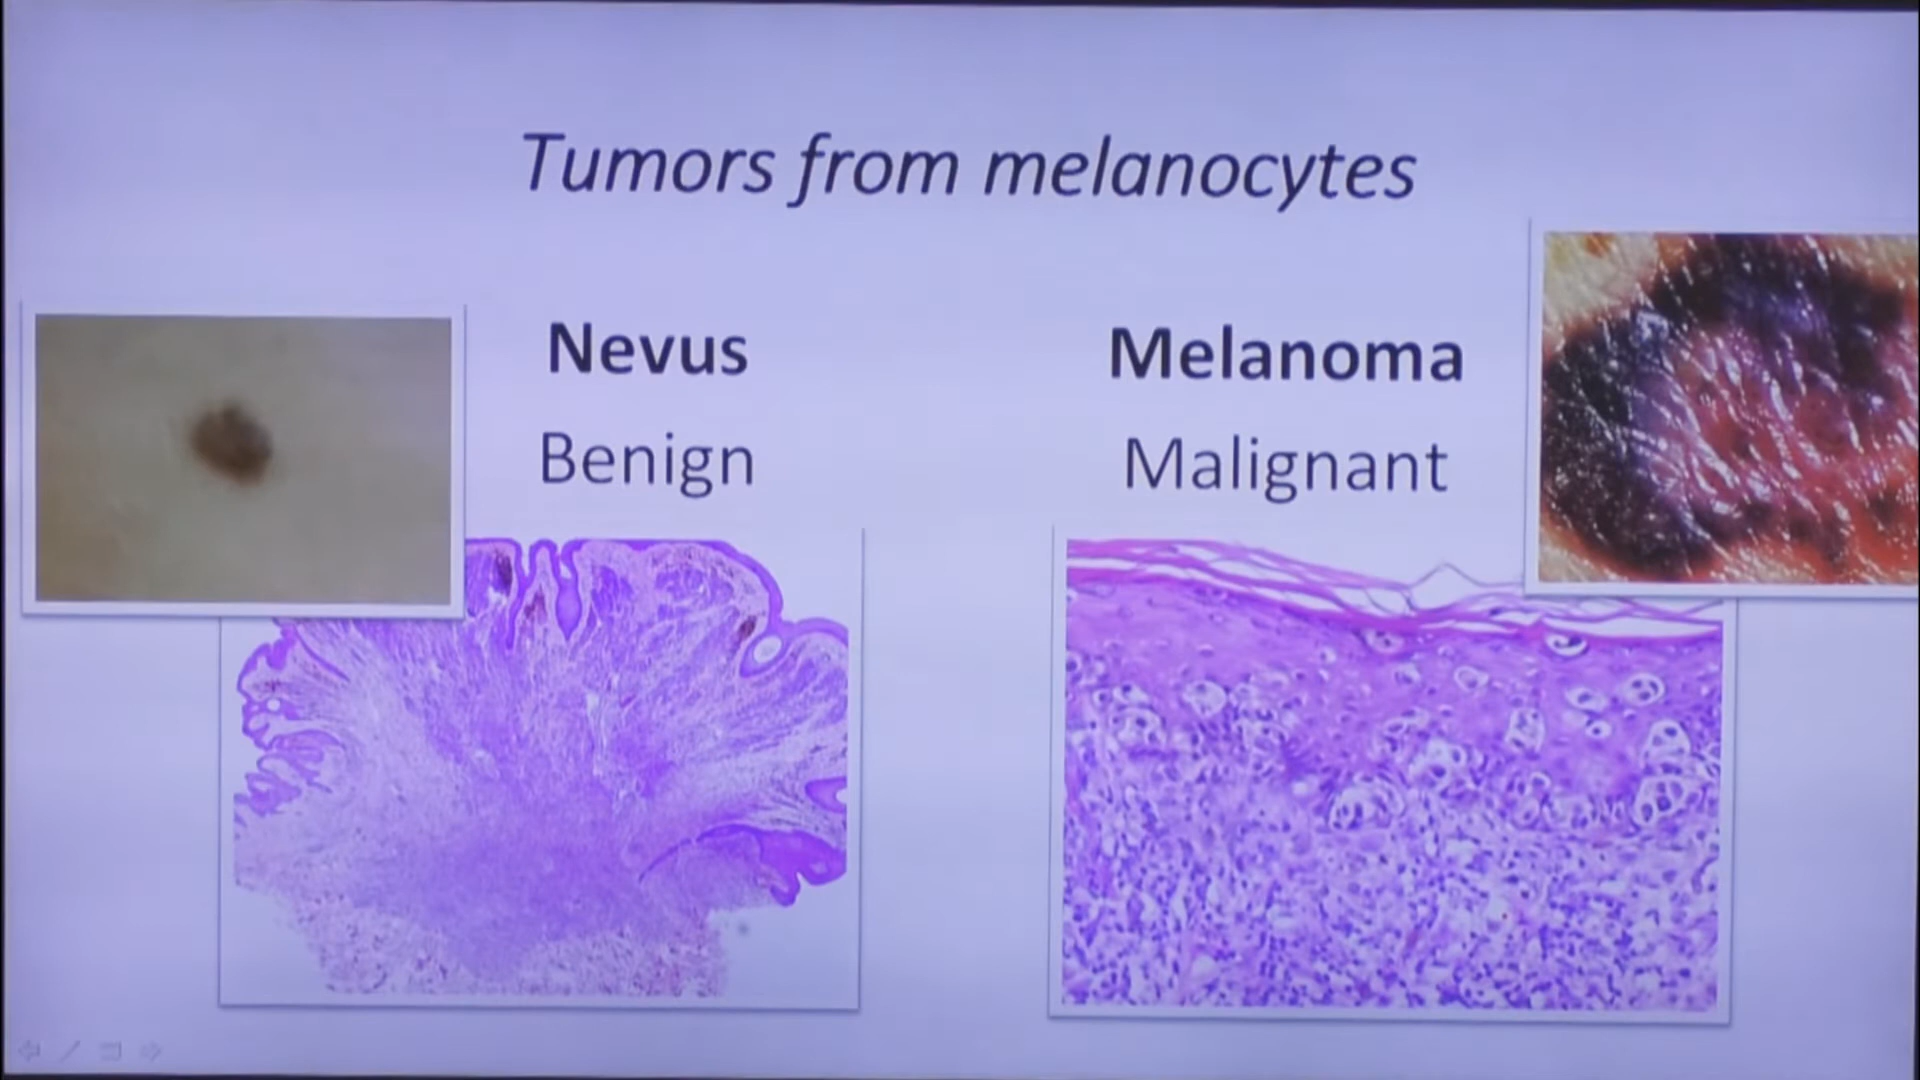 Tumors from melanocytes
Nevus
Benign
Melanoma
Malignant